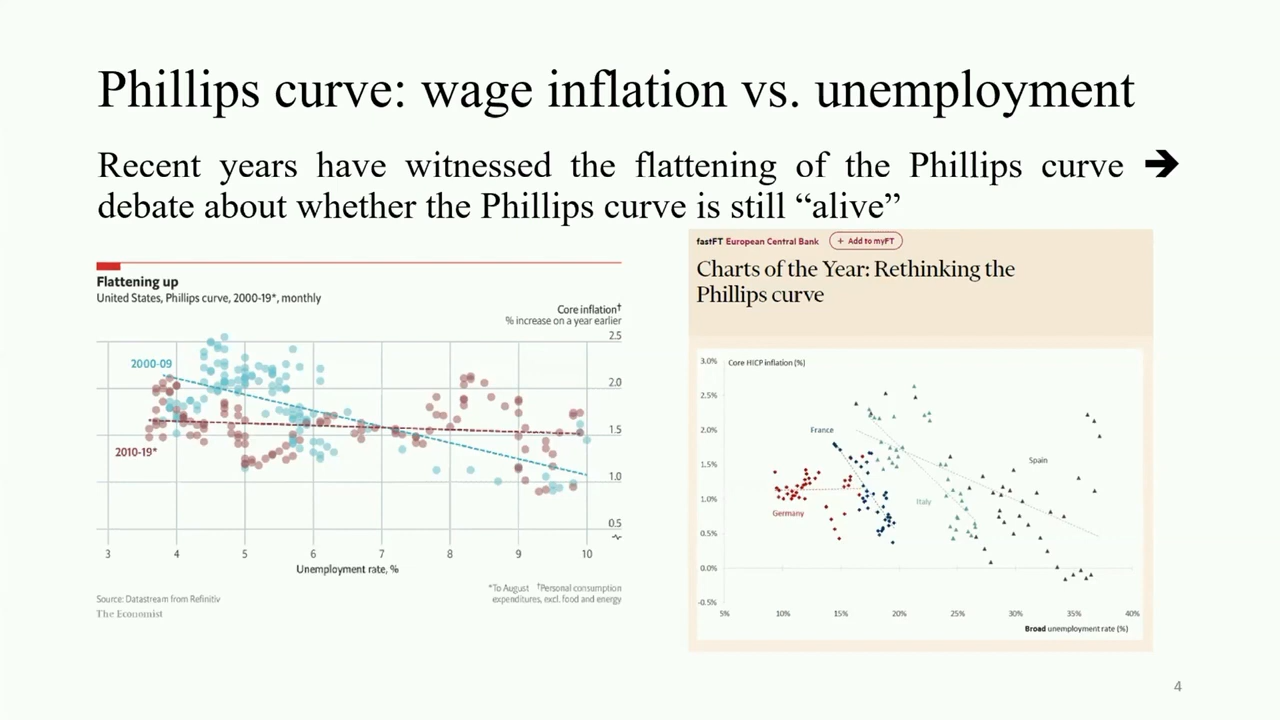 Phillips curve: wage inflation vs. unemployment
Recent years have witnessed the flattening of the Phillips curve ➔
debate about whether the Phillips curve is still “alive”
Flattening up
United States, Phillips curve, 2000-19*, monthly
Core inflation†
% increase on a year earlier
2.5
2000-09
2.0
1.5
2010-19*
1.0
0.5
3 4 5 6 7 8 9 10
Unemployment rate, %
*To August †Personal consumption
expenditures, excl. food and energy
Source: Datastream from Refinitiv
The Economist
fastFT European Central Bank + Add to myFT
Charts of the Year: Rethinking the
Phillips curve
3.0% Core HICP inflation (%)
2.5%
2.0%
France
1.5%
Spain
1.0%
Italy
Germany
0.5%
0.0%
-0.5%
5% 10% 15% 20% 25% 30% 35% 40%
Broad unemployment rate (%)
4